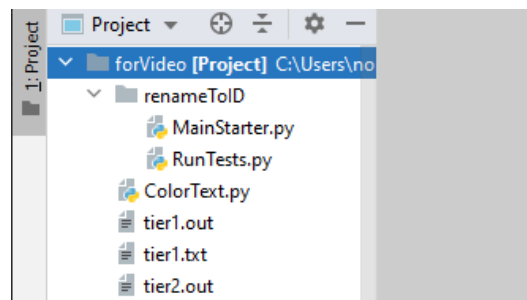 1: Project
Project
forVideo [Project] C:\Users\no
renameToID
MainStarter.py
RunTests.py
ColorText.py
tier1.out
tier1.txt
tier2.out